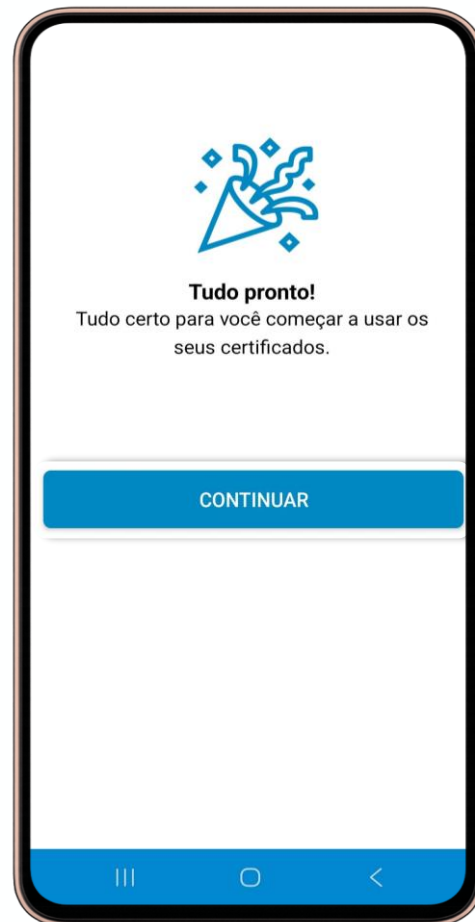 Tudo pronto!
Tudo certo para você começar a usar os
seus certificados.
CONTINUAR